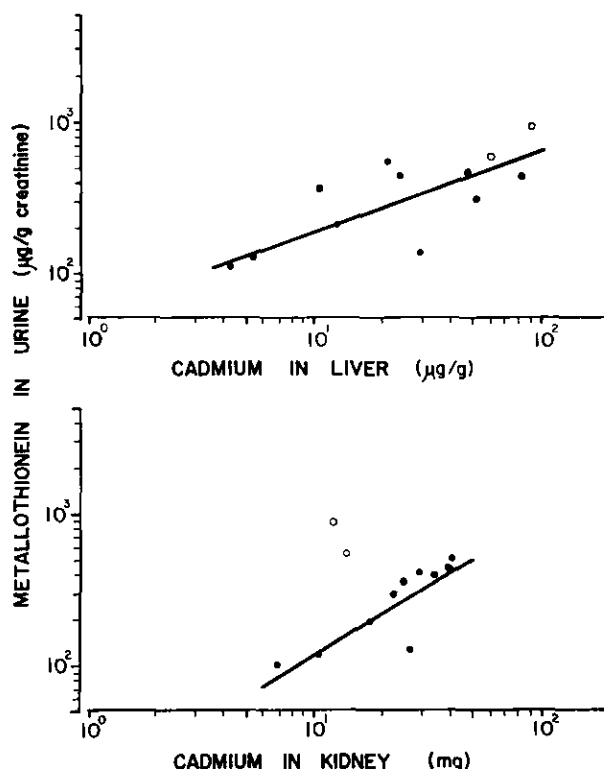 METALLOTHIONEIN IN URINE (µg/g creatinine)
10³
10²
10⁰ 10¹ 10²
CADMIUM IN LIVER (µg/g)
10³
10²
10⁰ 10¹ 10²
CADMIUM IN KIDNEY (mg)